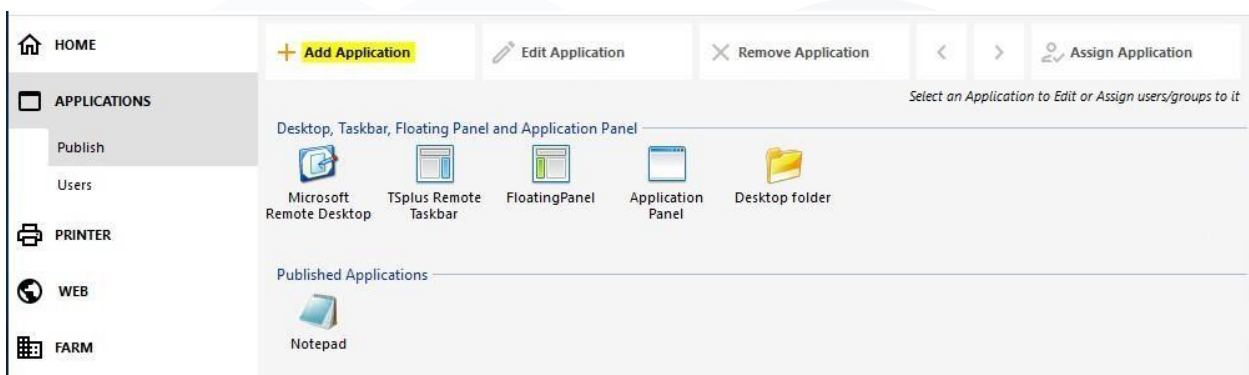 HOME
APPLICATIONS
Publish
Users
PRINTER
WEB
FARM
Add Application
Edit Application
Remove Application
Assign Application
Select an Application to Edit or Assign users/groups to it
Desktop, Taskbar, Floating Panel and Application Panel
Microsoft
Remote Desktop
TSplus Remote
Taskbar
FloatingPanel
Application
Panel
Desktop folder
Published Applications
Notepad